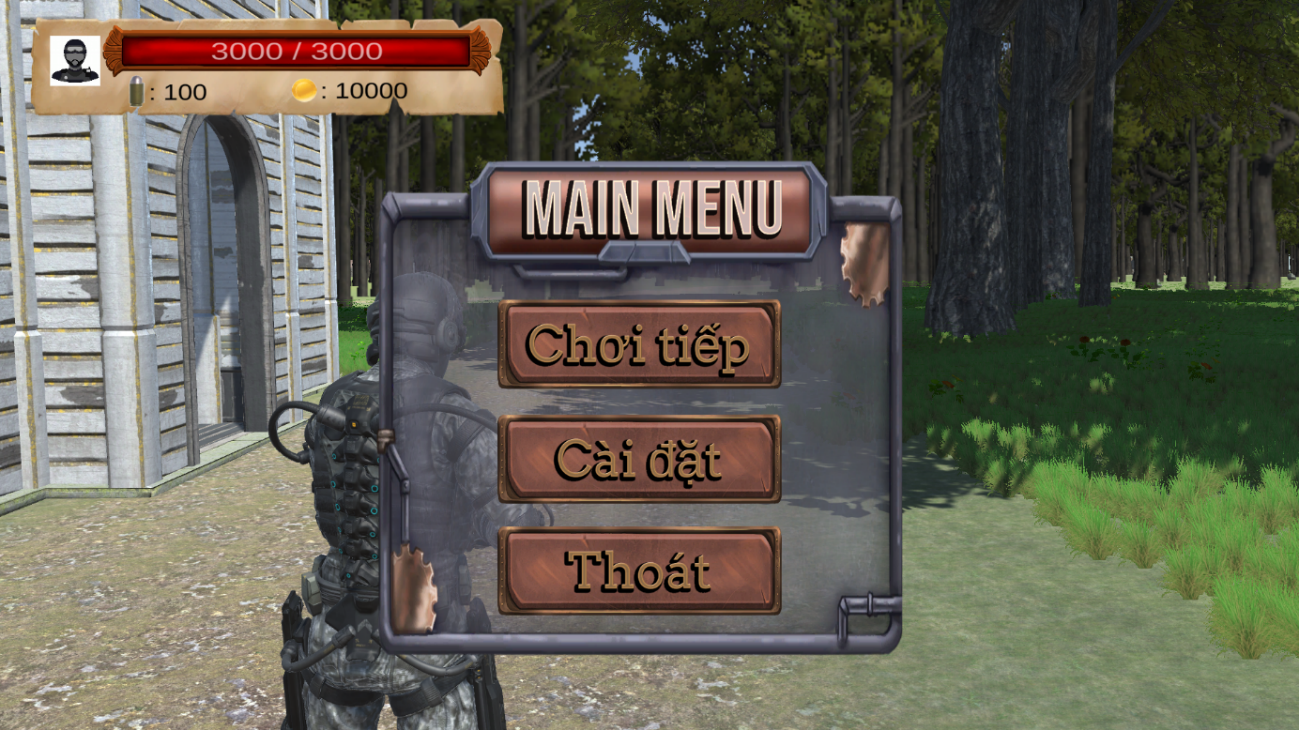 3000 / 3000
: 100 : 10000
MAIN MENU
Chơi tiếp
Cài đặt
Thoát